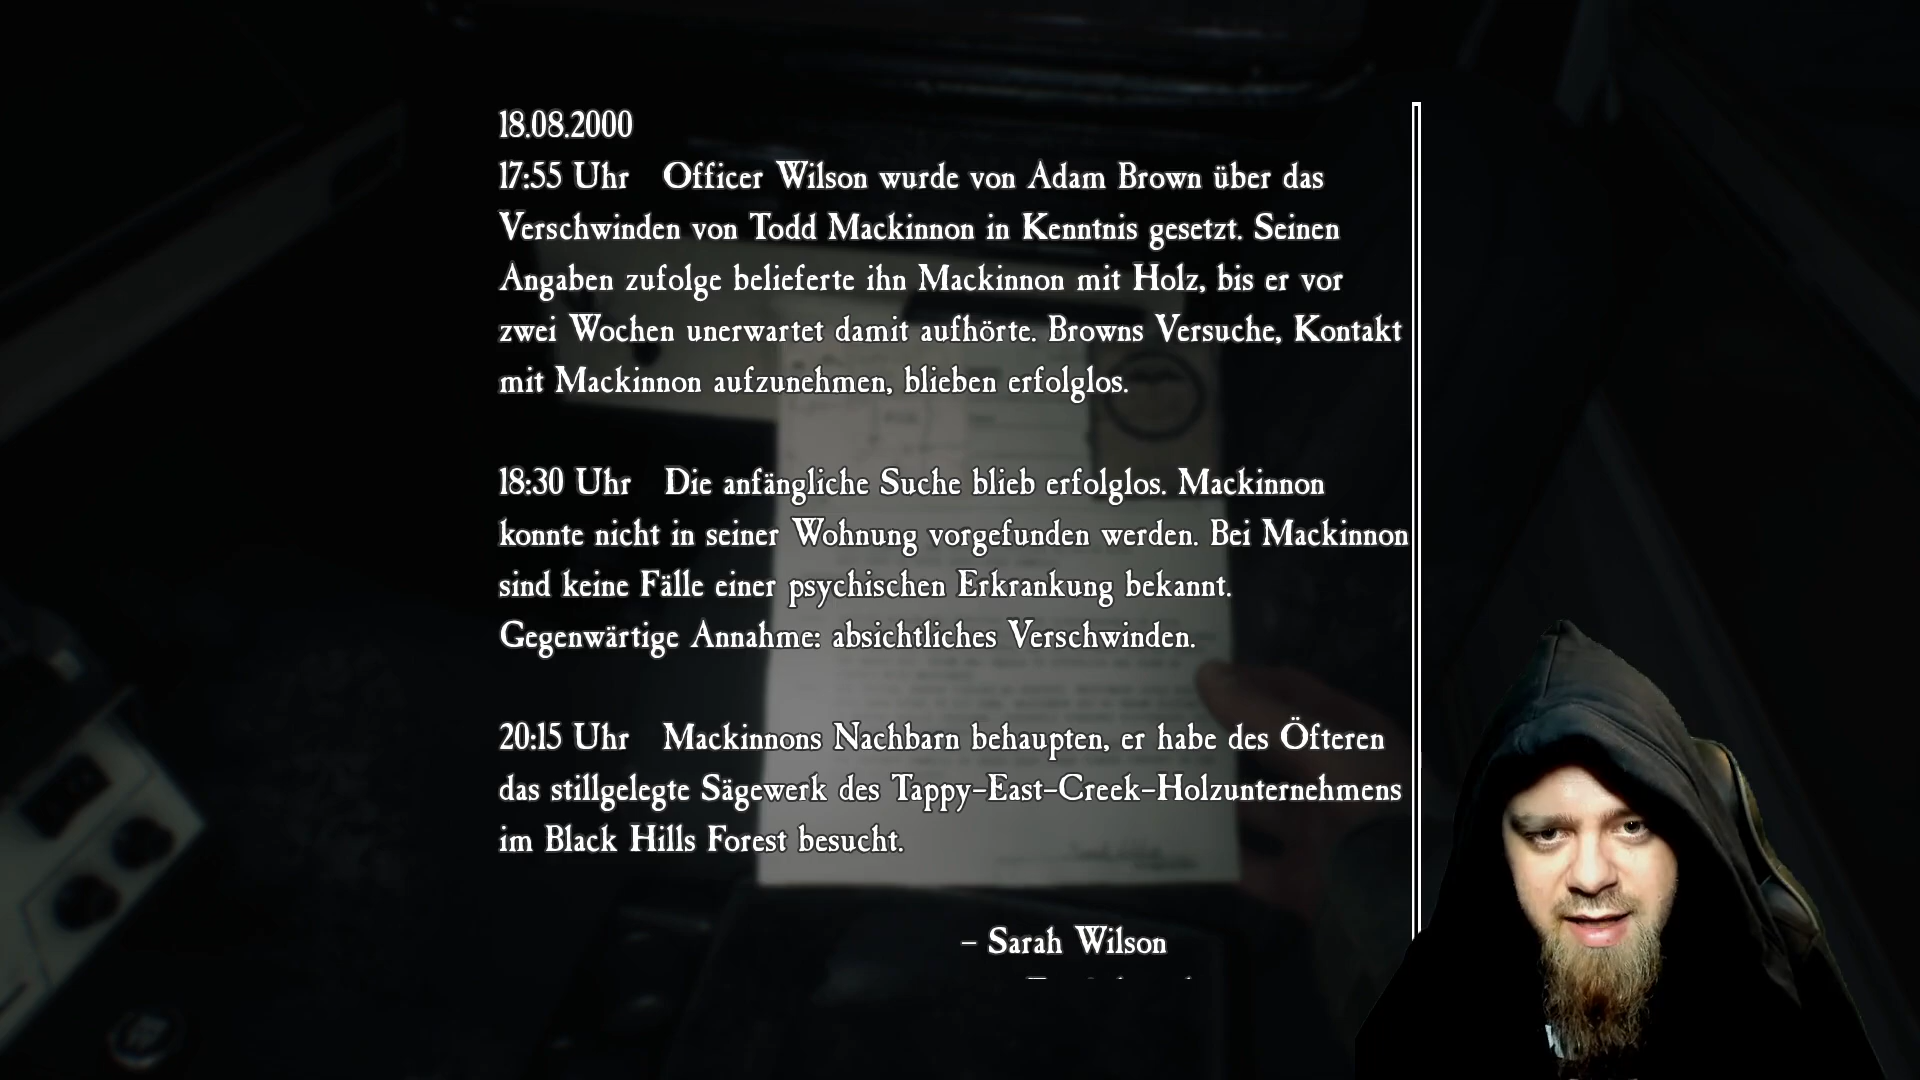 18.08.2000
17:55 Uhr Officer Wilson wurde von Adam Brown über das
Verschwinden von Todd Mackinnon in Kenntnis gesetzt. Seinen
Angaben zufolge belieferte ihn Mackinnon mit Holz, bis er vor
zwei Wochen unerwartet damit aufhörte. Browns Versuche, Kontakt
mit Mackinnon aufzunehmen, blieben erfolglos.
18:30 Uhr Die anfängliche Suche blieb erfolglos. Mackinnon
konnte nicht in seiner Wohnung vorgefunden werden. Bei Mackinnon
sind keine Fälle einer psychischen Erkrankung bekannt.
Gegenwärtige Annahme: absichtliches Verschwinden.
20:15 Uhr Mackinnons Nachbarn behaupten, er habe des Öfteren
das stillgelegte Sägewerk des Tappy-East-Creek-Holzunternehmens
im Black Hills Forest besucht.
- Sarah Wilson